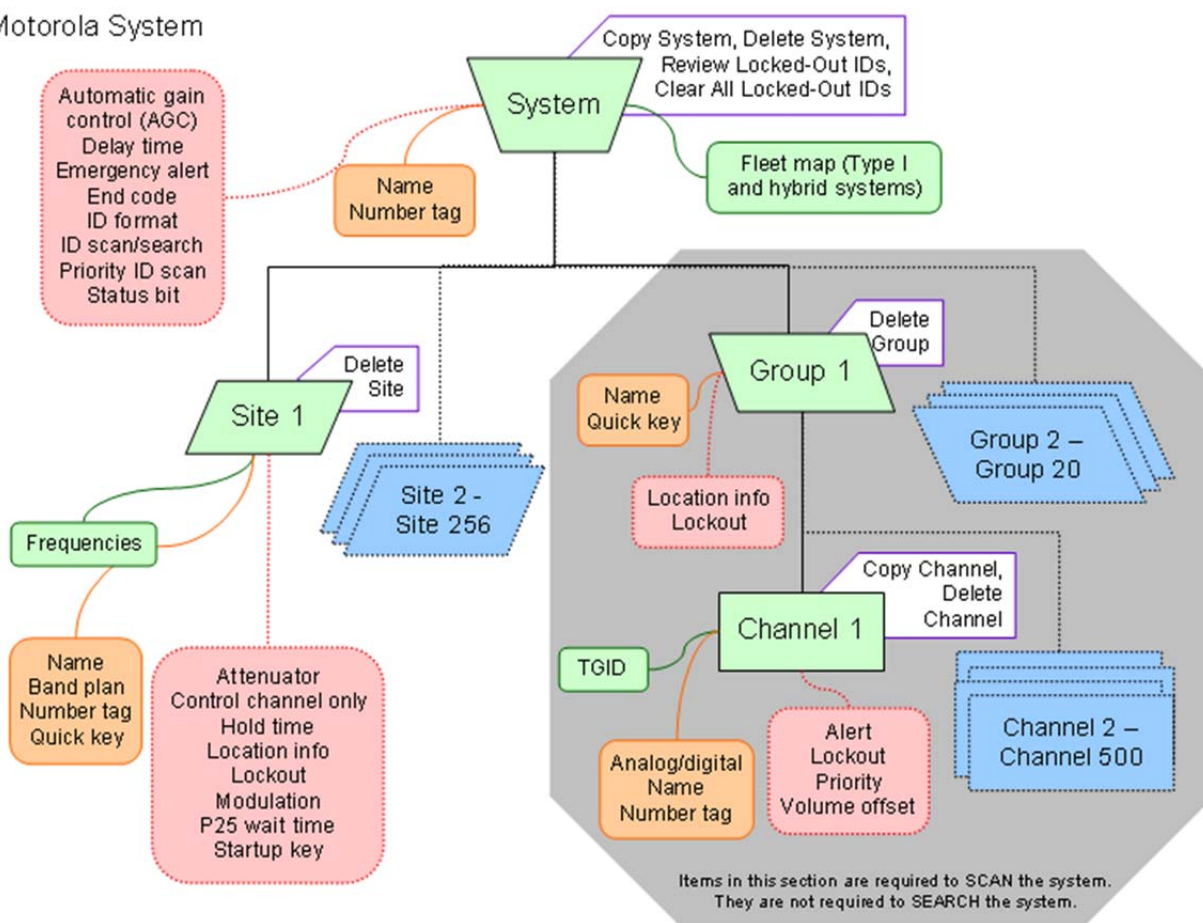 Motorola System
Copy System, Delete System,
Review Locked-Out IDs,
Clear All Locked-Out IDs
System
Automatic gain
control (AGC)
Delay time
Emergency alert
End code
ID format
ID scan/search
Priority ID scan
Status bit
Name
Number tag
Fleet map (Type I
and hybrid systems)
Delete
Site
Site 1
Site 2 -
Site 256
Frequencies
Name
Band plan
Number tag
Quick key
Attenuator
Control channel only
Hold time
Location info
Lockout
Modulation
P25 wait time
Startup key
Delete
Group
Group 1
Name
Quick key
Location info
Lockout
Group 2 –
Group 20
Copy Channel,
Delete
Channel
Channel 1
TGID
Analog/digital
Name
Number tag
Alert
Lockout
Priority
Volume offset
Channel 2 –
Channel 500
Items in this section are required to SCAN the system.
They are not required to SEARCH the system.